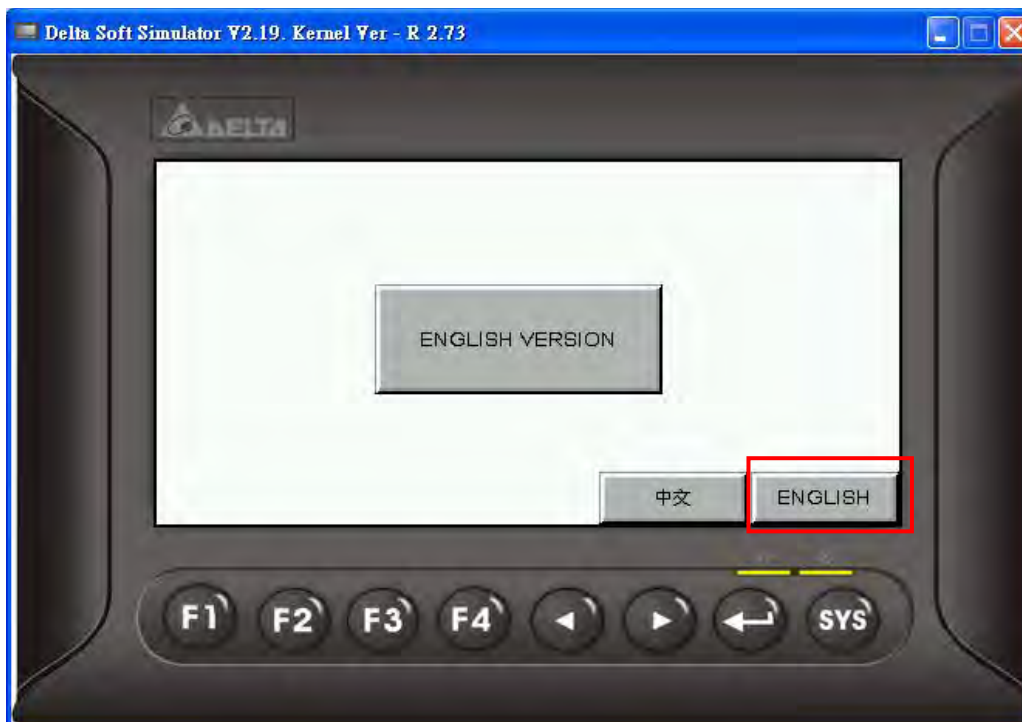 Delta Soft Simulator V2.19. Kernel Ver - R 2.73
DELTA
ENGLISH VERSION
中文 ENGLISH
F1 F2 F3 F4 SYS